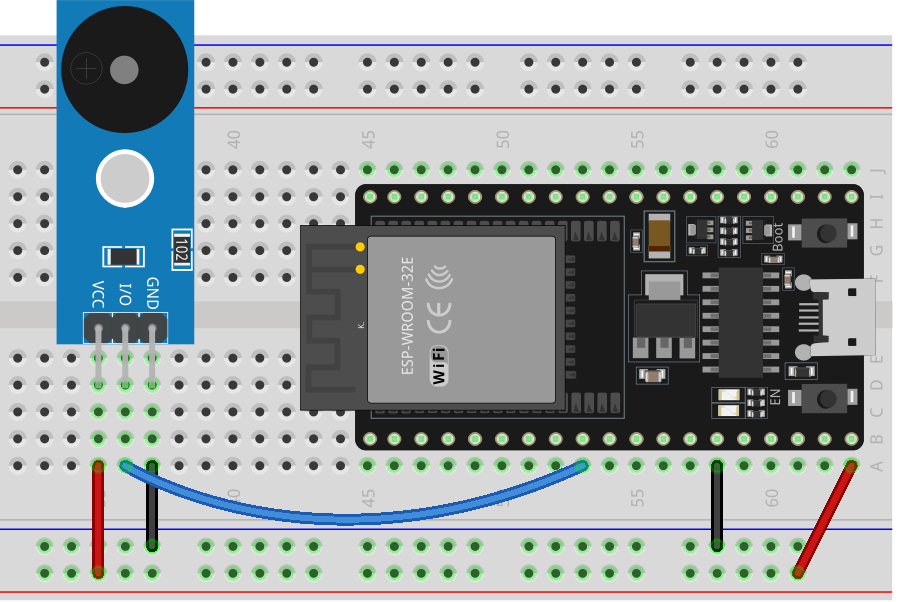 40
45
50
55
60
J
I
H
G
F
102
VCC
I/O
GND
K.
ESP-WROOM-32E
CE
WiFi
Boot
EN
E
D
C
B
A
45
50
55
60